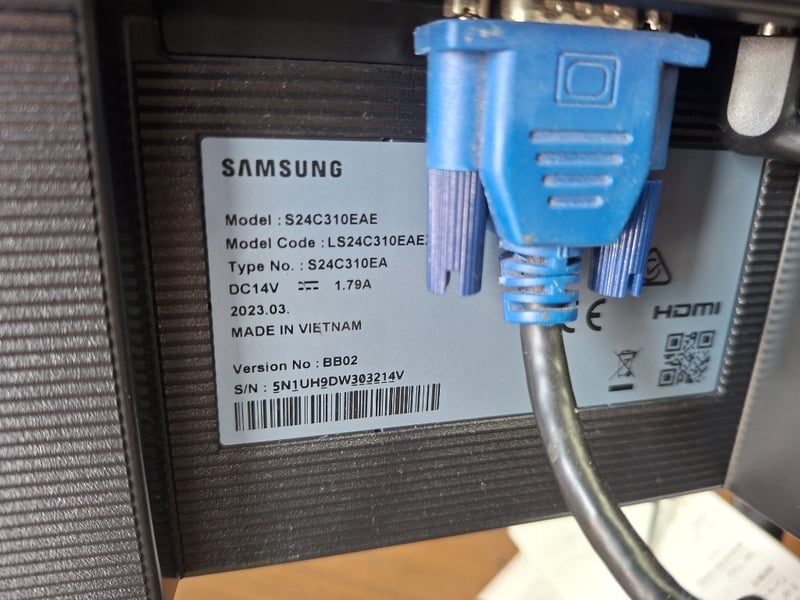 SAMSUNG
Model : S24C310EAE
Model Code : LS24C310EAE
Type No. : S24C310EA
DC14V ⎓ 1.79A
2023.03.
MADE IN VIETNAM
Version No : BB02
S/N : 5N1UH9DW303214V
CE
HDMI